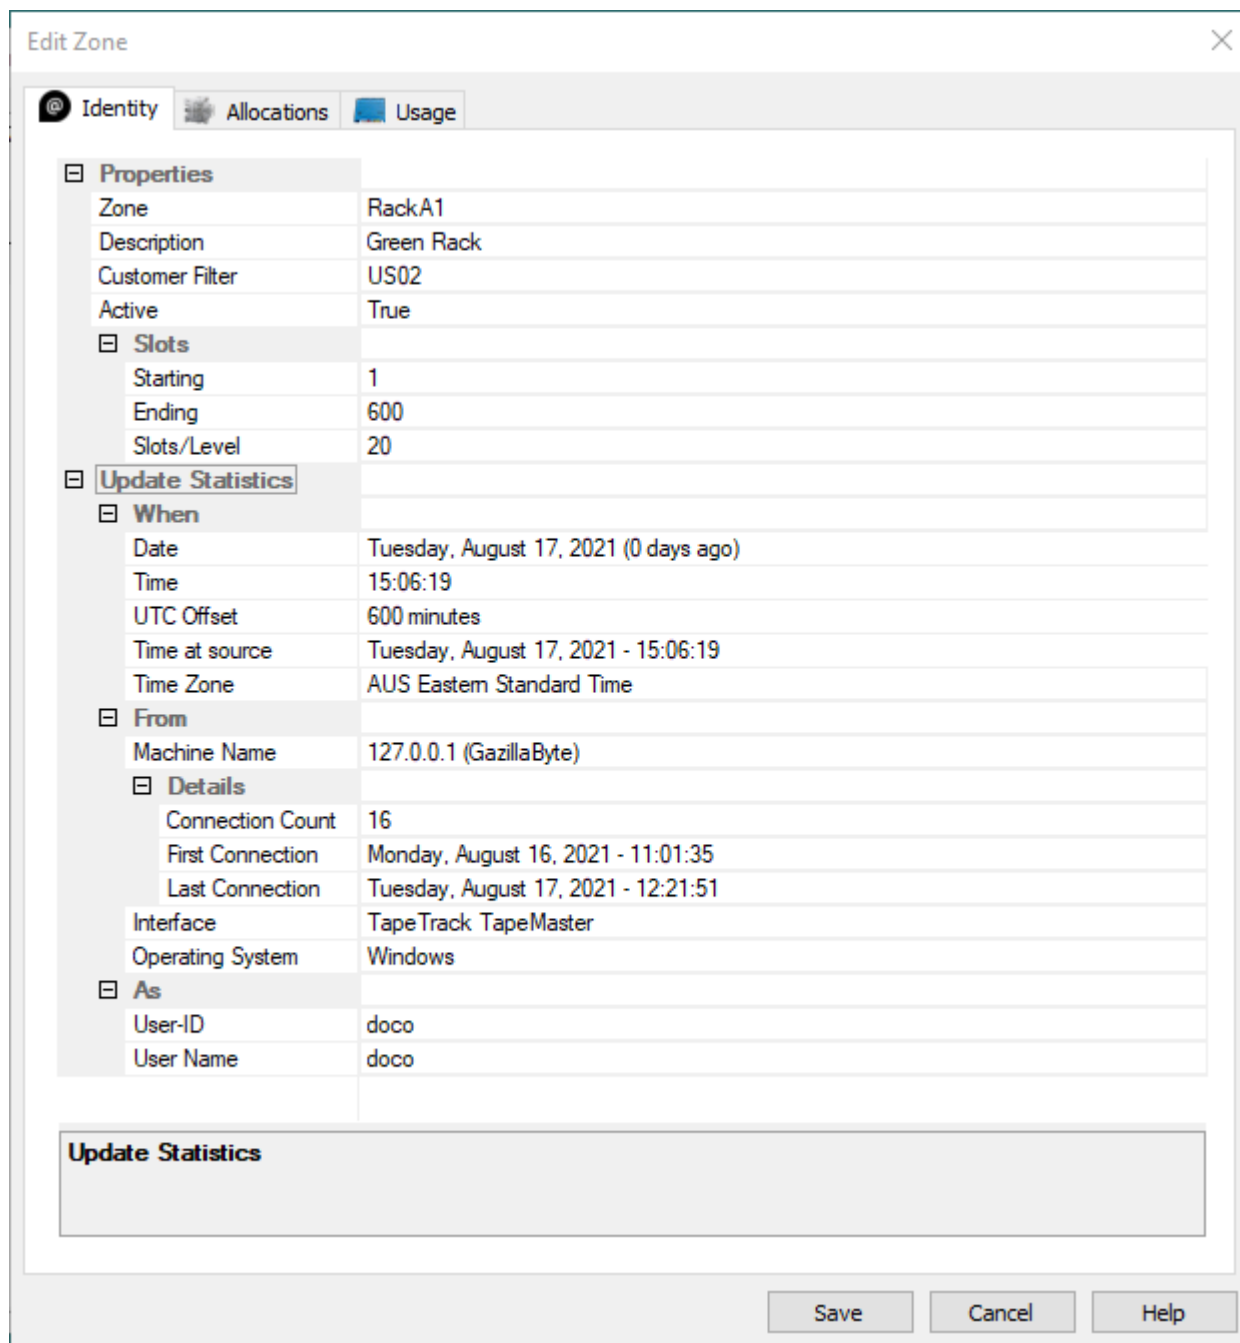 Edit Zone
Identity Allocations Usage
Properties
Zone RackA1
Description Green Rack
Customer Filter US02
Active True
Slots
Starting 1
Ending 600
Slots/Level 20
Update Statistics
When
Date Tuesday, August 17, 2021 (0 days ago)
Time 15:06:19
UTC Offset 600 minutes
Time at source Tuesday, August 17, 2021 - 15:06:19
Time Zone AUS Eastern Standard Time
From
Machine Name 127.0.0.1 (GazillaByte)
Details
Connection Count 16
First Connection Monday, August 16, 2021 - 11:01:35
Last Connection Tuesday, August 17, 2021 - 12:21:51
Interface TapeTrack TapeMaster
Operating System Windows
As
User-ID doco
User Name doco
Update Statistics
Save Cancel Help